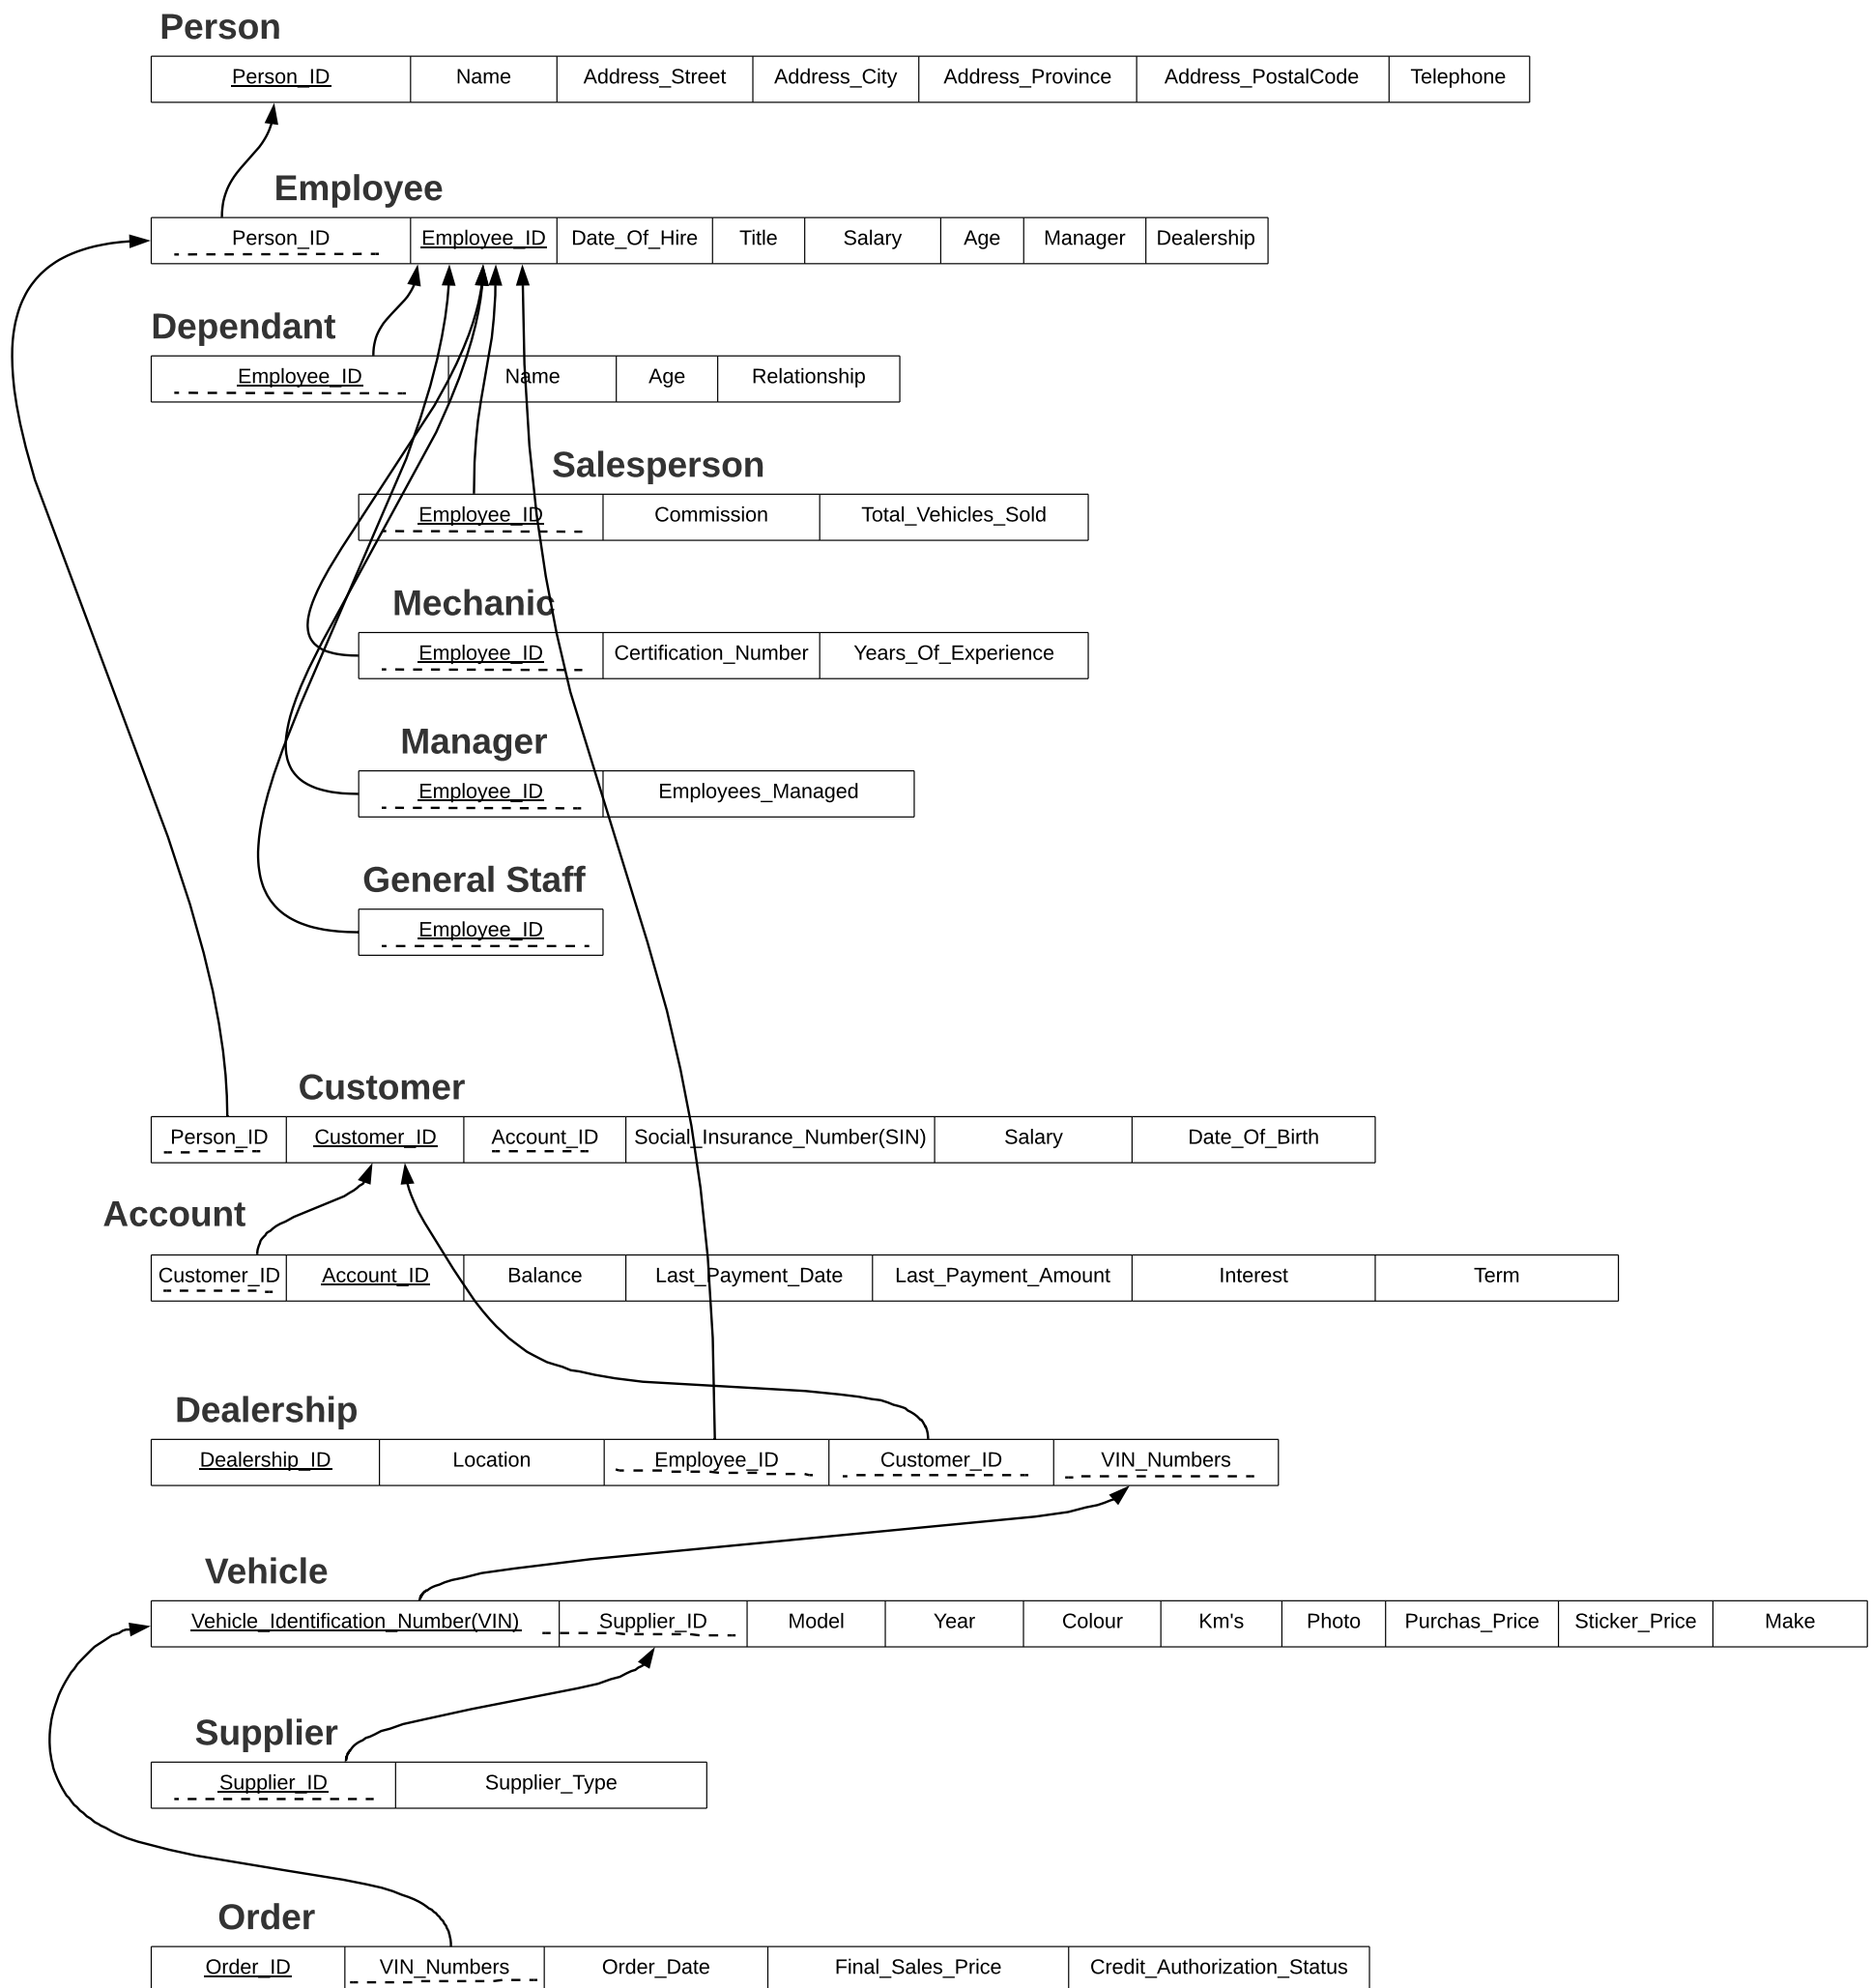 Person
Person_ID Name Address_Street Address_City Address_Province Address_PostalCode Telephone
Employee
Person_ID Employee_ID Date_Of_Hire Title Salary Age Manager Dealership
Dependant
Employee_ID Name Age Relationship
Salesperson
Employee_ID Commission Total_Vehicles_Sold
Mechanic
Employee_ID Certification_Number Years_Of_Experience
Manager
Employee_ID Employees_Managed
General Staff
Employee_ID
Customer
Person_ID Customer_ID Account_ID Social_Insurance_Number(SIN) Salary Date_Of_Birth
Account
Customer_ID Account_ID Balance Last_Payment_Date Last_Payment_Amount Interest Term
Dealership
Dealership_ID Location Employee_ID Customer_ID VIN_Numbers
Vehicle
Vehicle_Identification_Number(VIN) Supplier_ID Model Year Colour Km's Photo Purchas_Price Sticker_Price Make
Supplier
Supplier_ID Supplier_Type
Order
Order_ID VIN_Numbers Order_Date Final_Sales_Price Credit_Authorization_Status